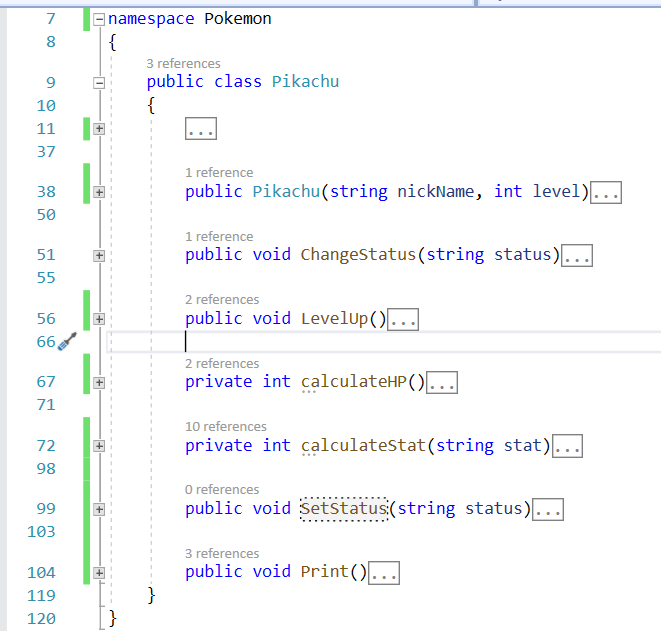 7 namespace Pokemon
8 {
3 references
9 public class Pikachu
10 {
11 ...
37
1 reference
38 public Pikachu(string nickName, int level)...
50
1 reference
51 public void ChangeStatus(string status)...
55
2 references
56 public void LevelUp()...
66
2 references
67 private int calculateHP()...
71
10 references
72 private int calculateStat(string stat)...
98
0 references
99 public void SetStatus(string status)...
103
3 references
104 public void Print()...
119 }
120 }